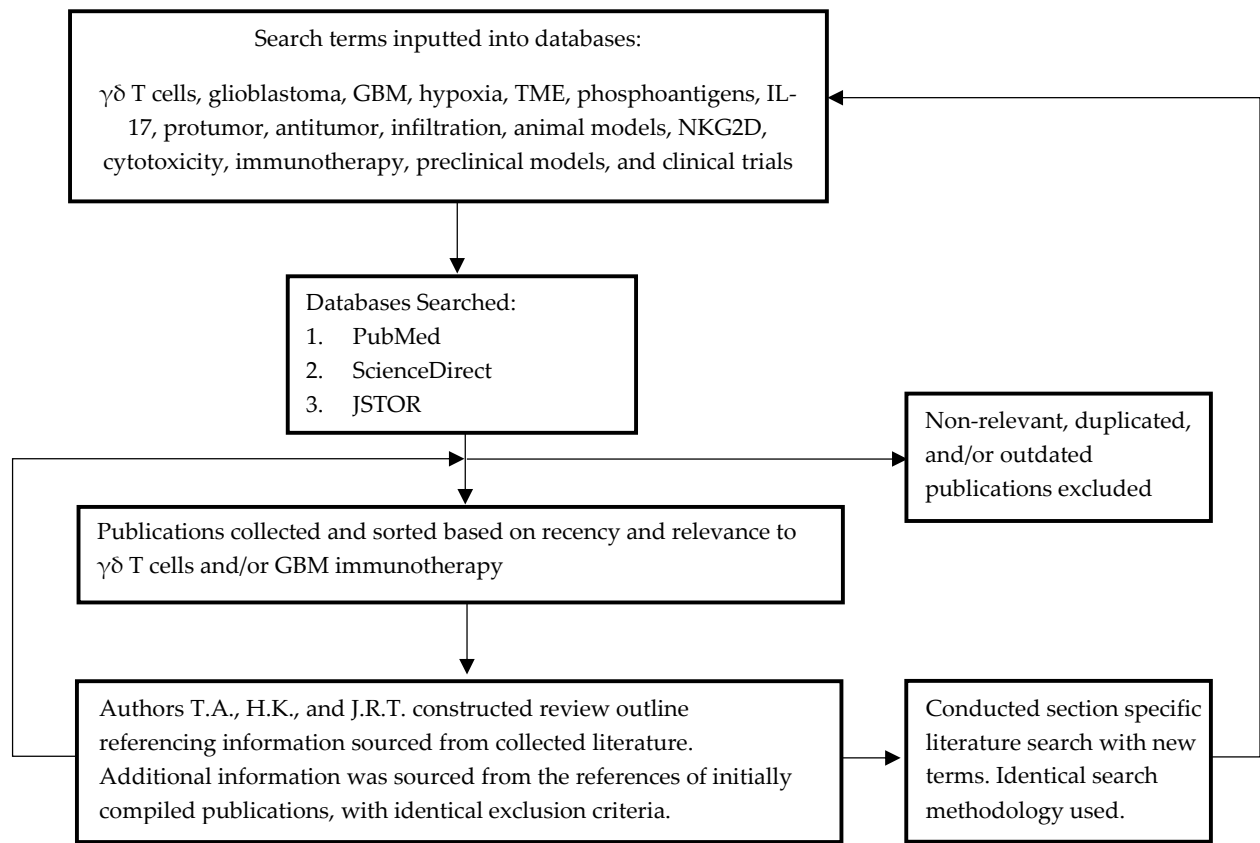 Search terms inputted into databases:
γδ T cells, glioblastoma, GBM, hypoxia, TME, phosphoantigens, IL-
17, protumor, antitumor, infiltration, animal models, NKG2D,
cytotoxicity, immunotherapy, preclinical models, and clinical trials
Databases Searched:
1. PubMed
2. ScienceDirect
3. JSTOR
Non-relevant, duplicated,
and/or outdated
publications excluded
Publications collected and sorted based on recency and relevance to
γδ T cells and/or GBM immunotherapy
Authors T.A., H.K., and J.R.T. constructed review outline
referencing information sourced from collected literature.
Additional information was sourced from the references of initially
compiled publications, with identical exclusion criteria.
Conducted section specific
literature search with new
terms. Identical search
methodology used.